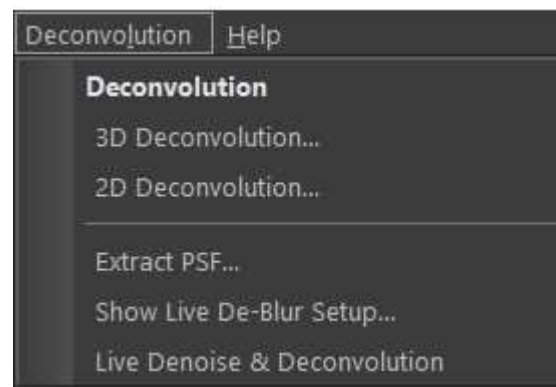 Deconvolution Help
Deconvolution
3D Deconvolution...
2D Deconvolution...
Extract PSF...
Show Live De-Blur Setup...
Live Denoise & Deconvolution